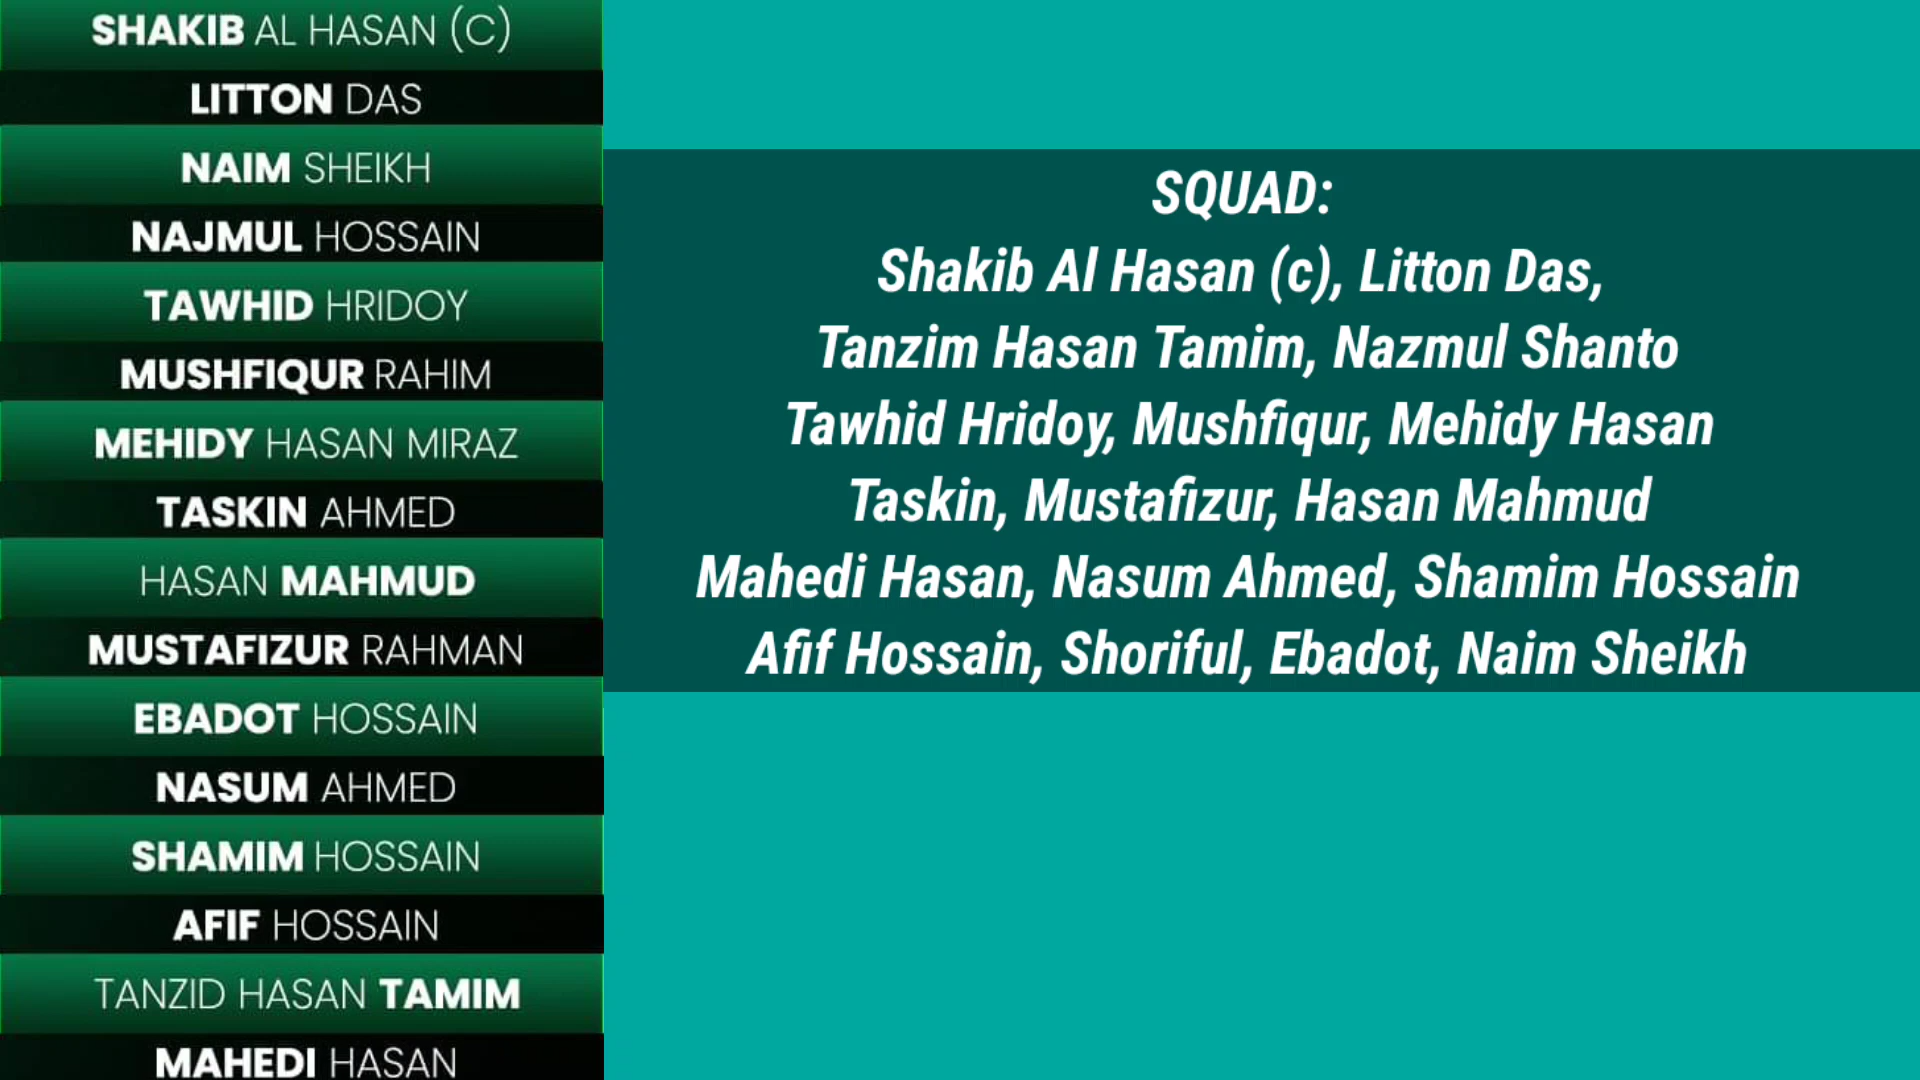 SHAKIB AL HASAN (C)
LITTON DAS
NAIM SHEIKH
NAJMUL HOSSAIN
TAWHID HRIDOY
MUSHFIQUR RAHIM
MEHIDY HASAN MIRAZ
TASKIN AHMED
HASAN MAHMUD
MUSTAFIZUR RAHMAN
EBADOT HOSSAIN
NASUM AHMED
SHAMIM HOSSAIN
AFIF HOSSAIN
TANZID HASAN TAMIM
MAHEDI HASAN
SQUAD:
Shakib Al Hasan (c), Litton Das,
Tanzim Hasan Tamim, Nazmul Shanto
Tawhid Hridoy, Mushfiqur, Mehidy Hasan
Taskin, Mustafizur, Hasan Mahmud
Mahedi Hasan, Nasum Ahmed, Shamim Hossain
Afif Hossain, Shoriful, Ebadot, Naim Sheikh